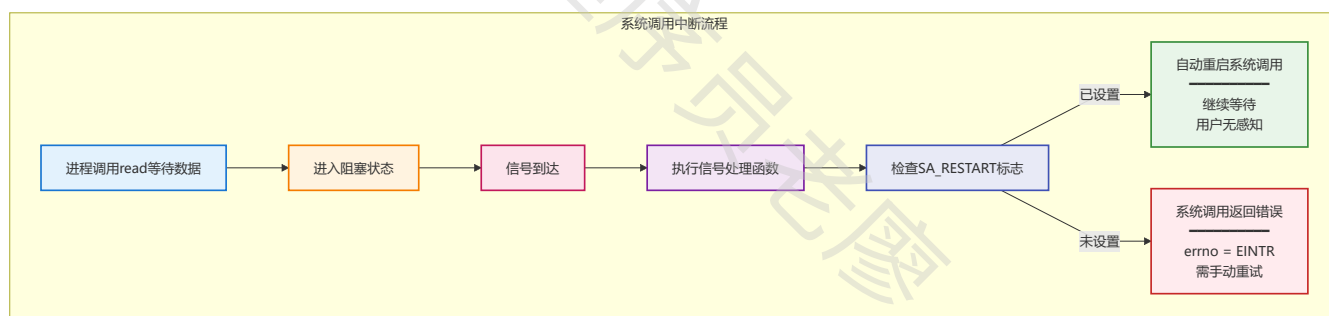 系统调用中断流程
进程调用read等待数据
进入阻塞状态
信号到达
执行信号处理函数
检查SA_RESTART标志
已设置
自动重启系统调用
继续等待
用户无感知
未设置
系统调用返回错误
errno = EINTR
需手动重试
序员老廖